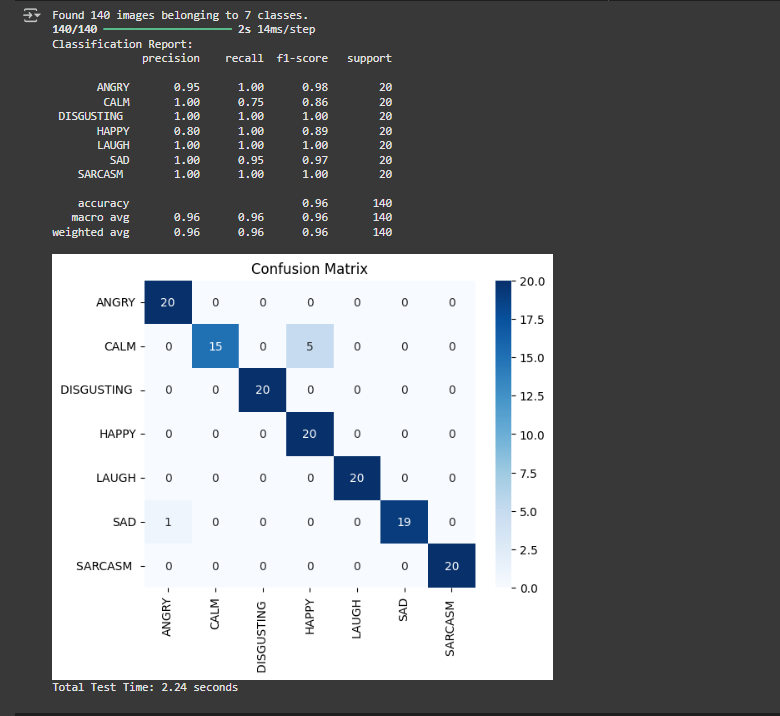 Found 140 images belonging to 7 classes.
140/140 ━━━━━━━━━━━━━━━━━━━━ 2s 14ms/step
Classification Report:
precision recall f1-score support
ANGRY 0.95 1.00 0.98 20
CALM 1.00 0.75 0.86 20
DISGUSTING 1.00 1.00 1.00 20
HAPPY 0.80 1.00 0.89 20
LAUGH 1.00 1.00 1.00 20
SAD 1.00 0.95 0.97 20
SARCASM 1.00 1.00 1.00 20
accuracy 0.96 140
macro avg 0.96 0.96 0.96 140
weighted avg 0.96 0.96 0.96 140
Confusion Matrix
ANGRY 20 0 0 0 0 0 0
CALM 0 15 0 5 0 0 0
DISGUSTING 0 0 20 0 0 0 0
HAPPY 0 0 0 20 0 0 0
LAUGH 0 0 0 0 20 0 0
SAD 1 0 0 0 0 19 0
SARCASM 0 0 0 0 0 0 20
ANGRY CALM DISGUSTING HAPPY LAUGH SAD SARCASM
20.0
17.5
15.0
12.5
10.0
7.5
5.0
2.5
0.0
Total Test Time: 2.24 seconds